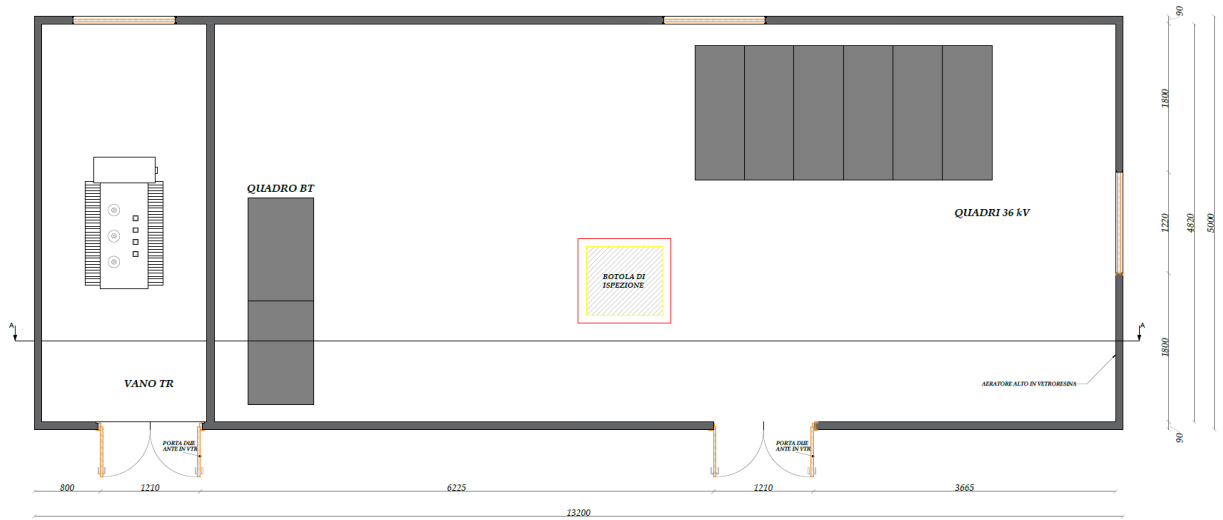 90
1800
QUADRO BT
QUADRI 36 kV
1220
4820
5000
BOTOLA DI
ISPEZIONE
A
A
1800
VANO TR
AERATORE ALTO IN VETRORESINA
PORTA DUE
ANTE IN VTR
PORTA DUE
ANTE IN VTR
90
800
1210
6225
1210
3665
13200